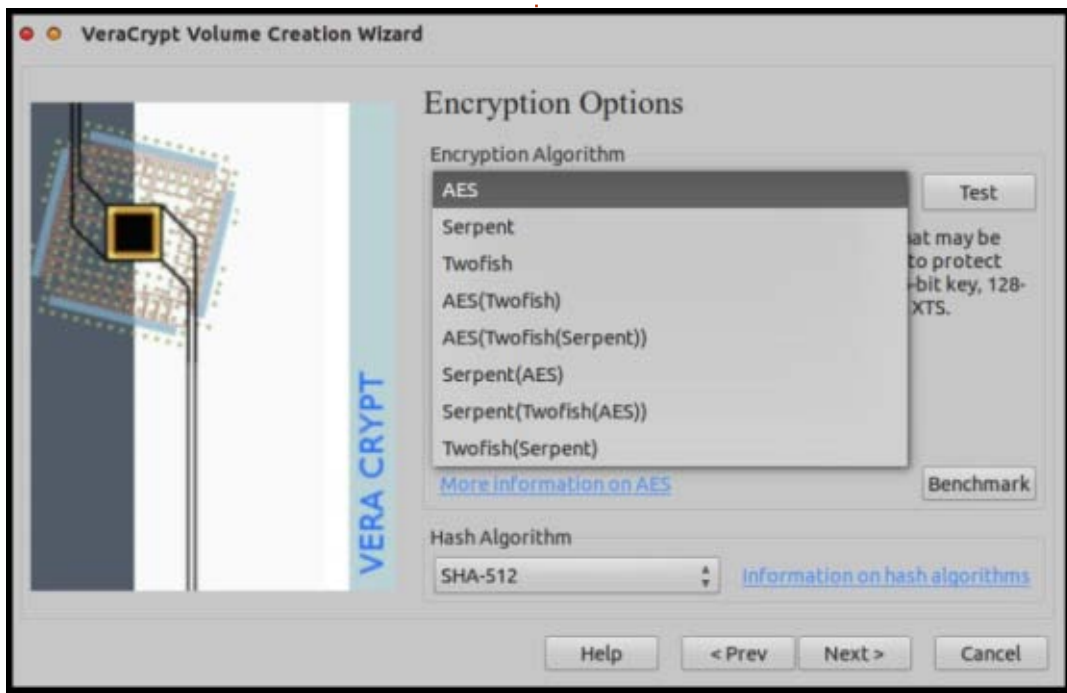 VeraCrypt Volume Creation Wizard
Encryption Options
Encryption Algorithm
AES
Test
Serpent
Twofish
AES(Twofish)
AES(Twofish(Serpent))
Serpent(AES)
Serpent(Twofish(AES))
Twofish(Serpent)
may be
to protect
-bit key, 128-
XTS.
More information on AES
Benchmark
VERA CRYPT
Hash Algorithm
SHA-512
Information on hash algorithms
Help
< Prev
Next >
Cancel